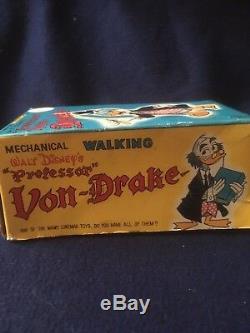 MECHANICAL WALKING
Walt Disney's
"Professor"
Von-Drake
ONE OF THE MANY LINEMAR TOYS, DO YOU HAVE ALL OF THEM?
ebay